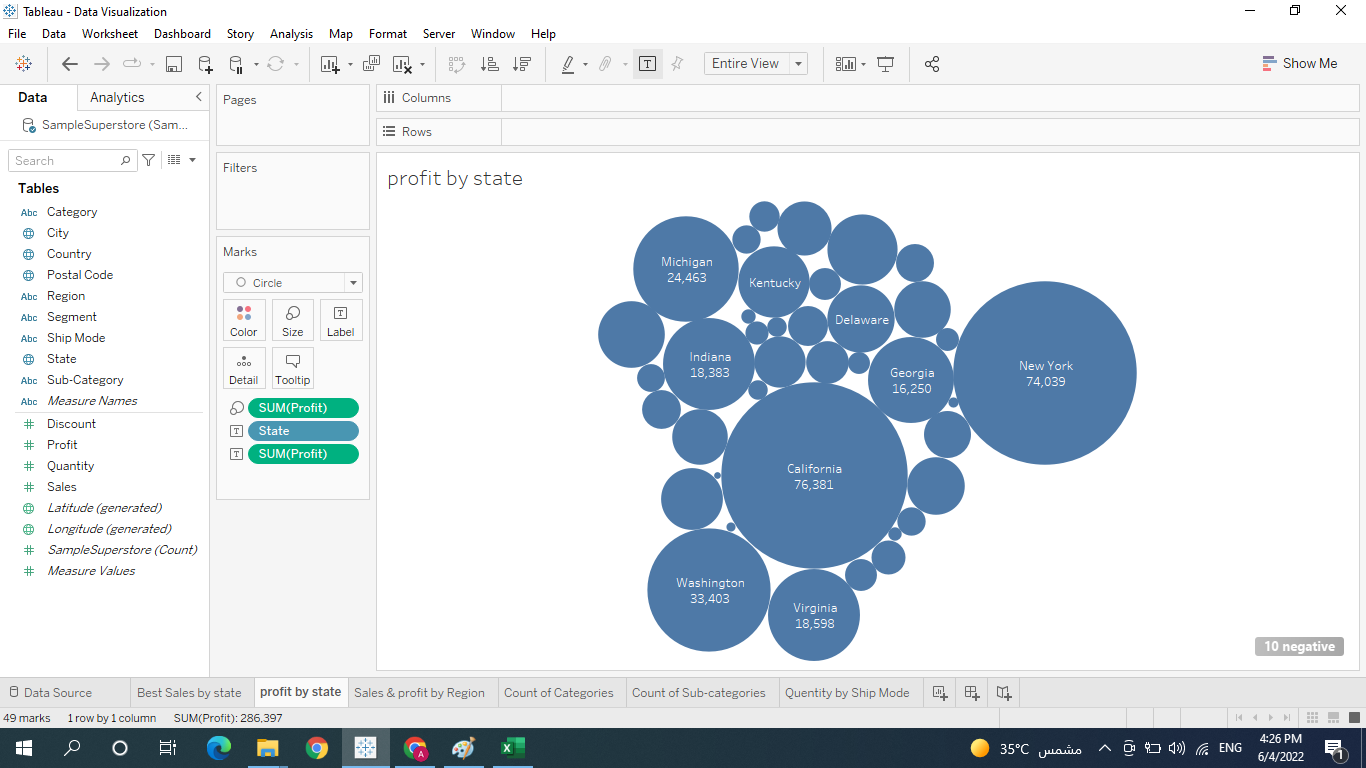 Tableau - Data Visualization
File Data Worksheet Dashboard Story Analysis Map Format Server Window Help
Entire View
Show Me
Data Analytics
SampleSuperstore (Sam...
Search
Tables
Abc Category
City
Country
Postal Code
Abc Region
Abc Segment
Abc Ship Mode
State
Abc Sub-Category
Abc Measure Names
Discount
Profit
Quantity
Sales
Latitude (generated)
Longitude (generated)
SampleSuperstore (Count)
Measure Values
Pages
Filters
Marks
Circle
Color Size Label
Detail Tooltip
SUM(Profit)
State
SUM(Profit)
Columns
Rows
profit by state
Michigan
24,463
Kentucky
Delaware
Indiana
18,383
Georgia
16,250
New York
74,039
California
76,381
Washington
33,403
Virginia
18,598
10 negative
Data Source Best Sales by state profit by state Sales & profit by Region Count of Categories Count of Sub-categories Quentity by Ship Mode
49 marks 1 row by 1 column SUM(Profit): 286,397
A
35°C مشمس ENG
4:26 PM
6/4/2022
1